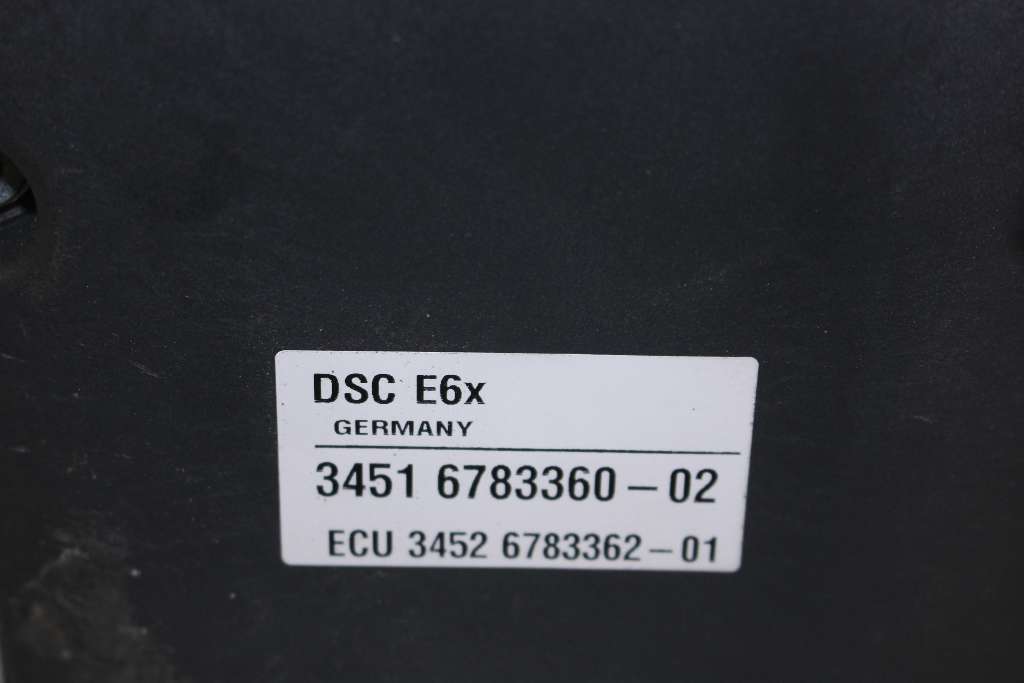 DSC E6x
GERMANY
3451 6783360-02
ECU 3452 6783362-01